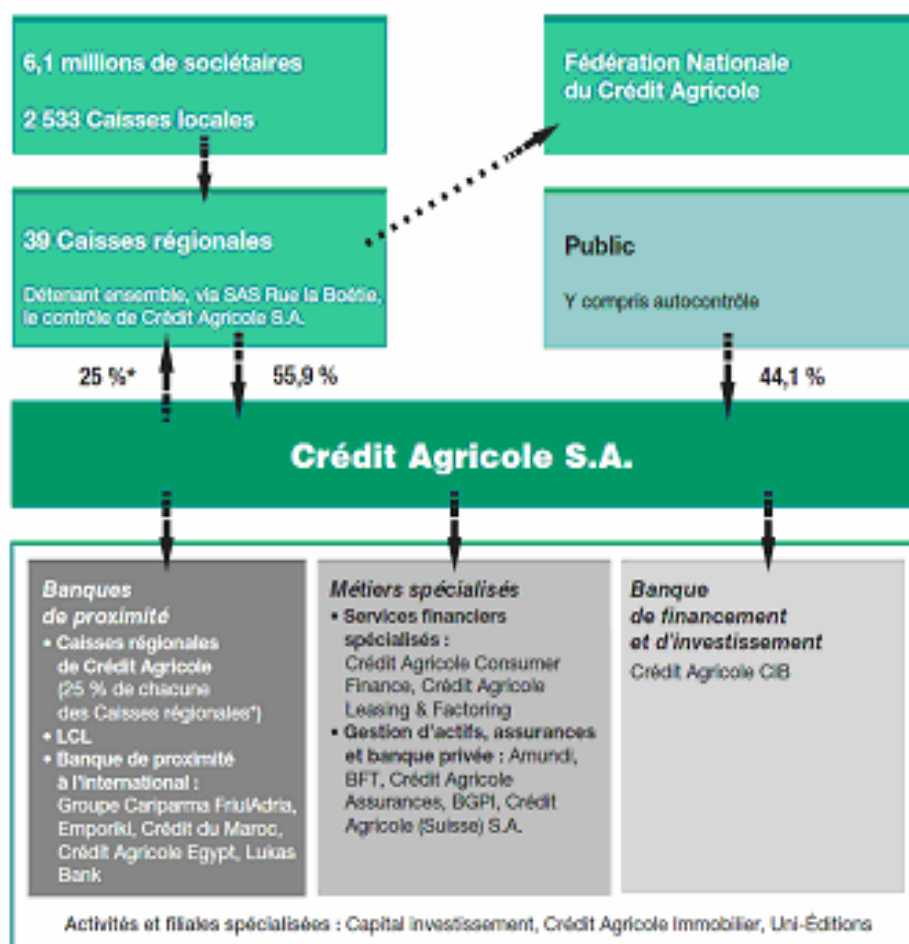 6,1 millions de sociétaires
2 533 Caisses locales
Fédération Nationale
du Crédit Agricole
39 Caisses régionales
Détenant ensemble, via SAS Rue la Boétie,
le contrôle de Crédit Agricole S.A.
Public
Y compris autocontrôle
25 %*
55,9 %
44,1 %
Crédit Agricole S.A.
Banques
de proximité
• Caisses régionales
de Crédit Agricole
(25 % de chacune
des Caisses régionales*)
• LCL
• Banque de proximité
à l'international :
Groupe Cariparma FriulAdria,
Emporiki, Crédit du Maroc,
Crédit Agricole Egypt, Lukas
Bank
Métiers spécialisés
• Services financiers
spécialisés :
Crédit Agricole Consumer
Finance, Crédit Agricole
Leasing & Factoring
• Gestion d'actifs, assurances
et banque privée : Amundi,
BFT, Crédit Agricole
Assurances, BGPI, Crédit
Agricole (Suisse) S.A.
Banque
de financement
et d'investissement
Crédit Agricole CIB
Activités et filiales spécialisées : Capital investissement, Crédit Agricole Immobilier, Uni-Éditions